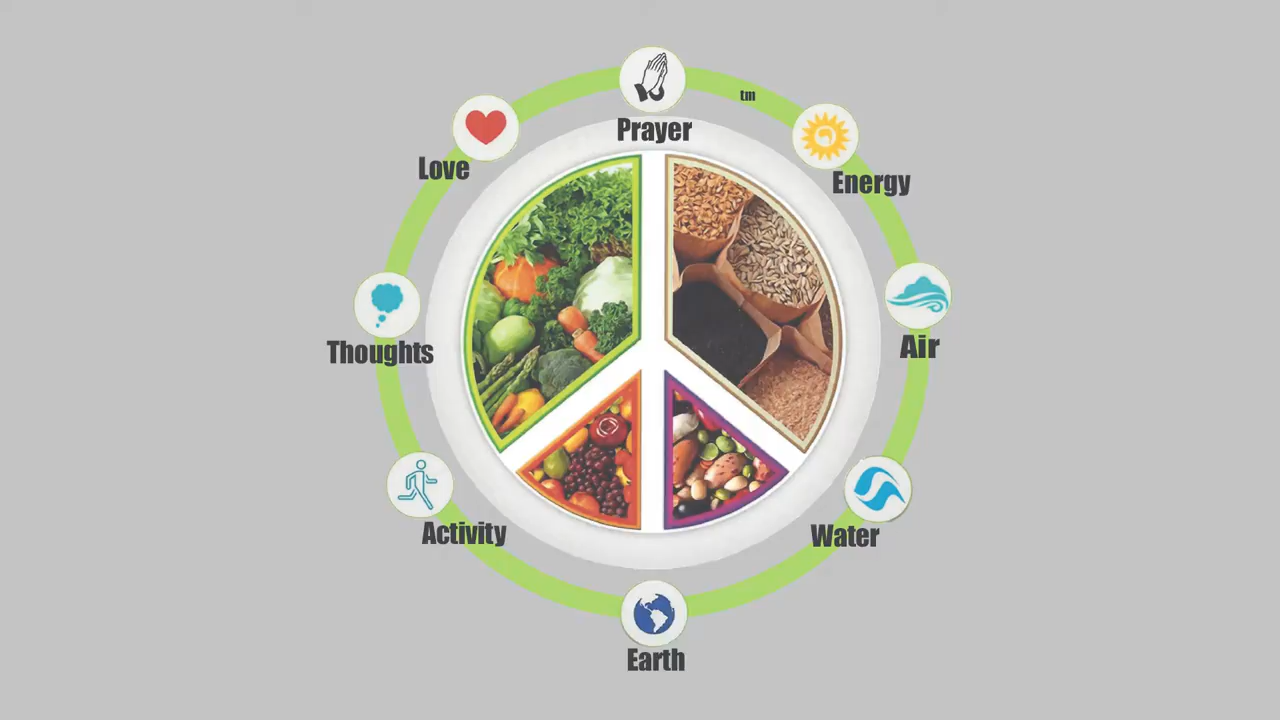 tm
Prayer
Love
Energy
Thoughts
Air
Activity
Water
Earth